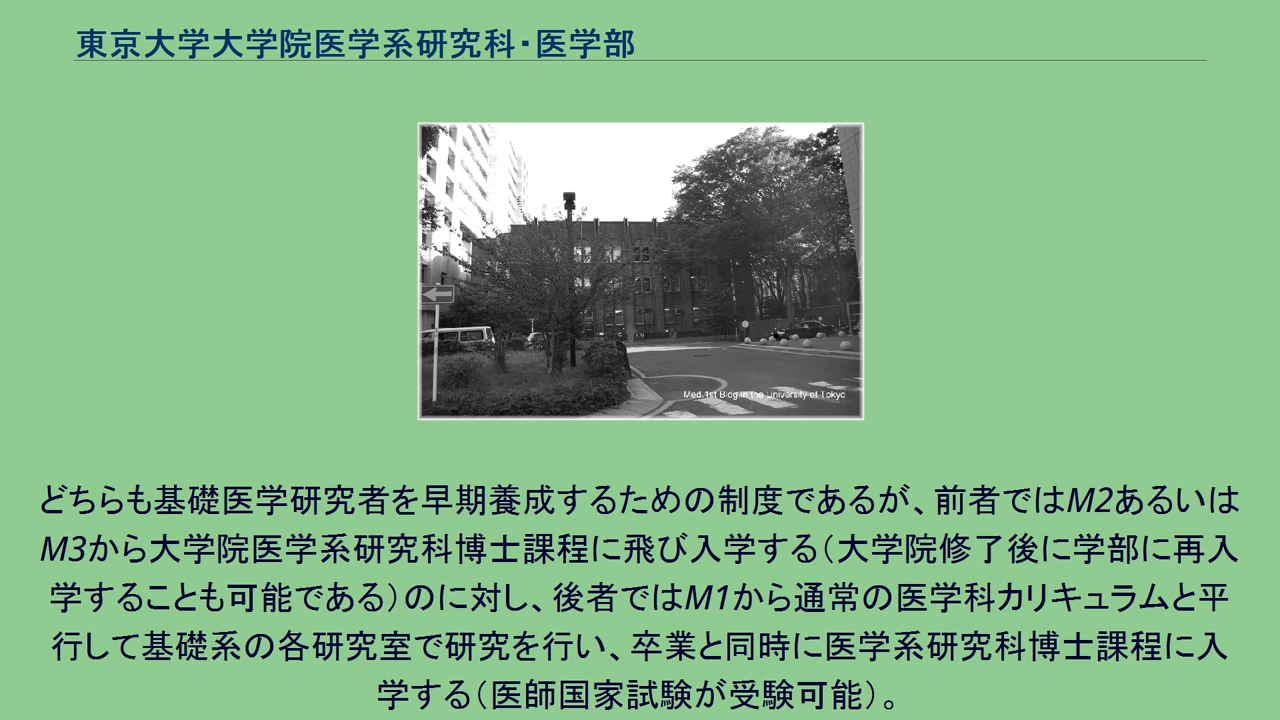 東京大学大学院医学系研究科・医学部
Med.1st Bldg.in the University of Tokyo
どちらも基礎医学研究者を早期養成するための制度であるが、前者ではM2あるいは
M3から大学院医学系研究科博士課程に飛び入学する（大学院修了後に学部に再入
学することも可能である）のに対し、後者ではM1から通常の医学科カリキュラムと平
行して基礎系の各研究室で研究を行い、卒業と同時に医学系研究科博士課程に入
学する（医師国家試験が受験可能）。